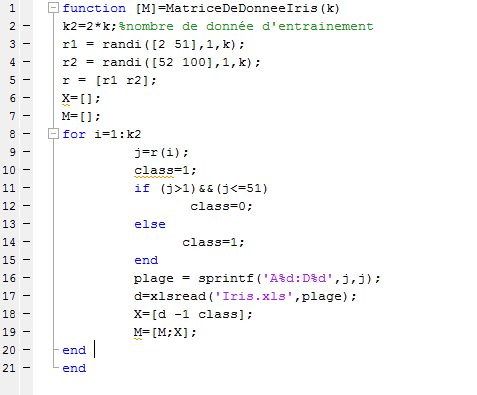 1 function [M]=MatriceDeDonneeIris(k)
2 k2=2*k;%nombre de donnée d'entrainement
3 r1 = randi([2 51],1,k);
4 r2 = randi([52 100],1,k);
5 r = [r1 r2];
6 X=[];
7 M=[];
8 for i=1:k2
9 j=r(i);
10 class=1;
11 if (j>1)&&(j<=51)
12 class=0;
13 else
14 class=1;
15 end
16 plage = sprintf('A%d:D%d',j,j);
17 d=xlsread('Iris.xls',plage);
18 X=[d -1 class];
19 M=[M;X];
20 end
21 end